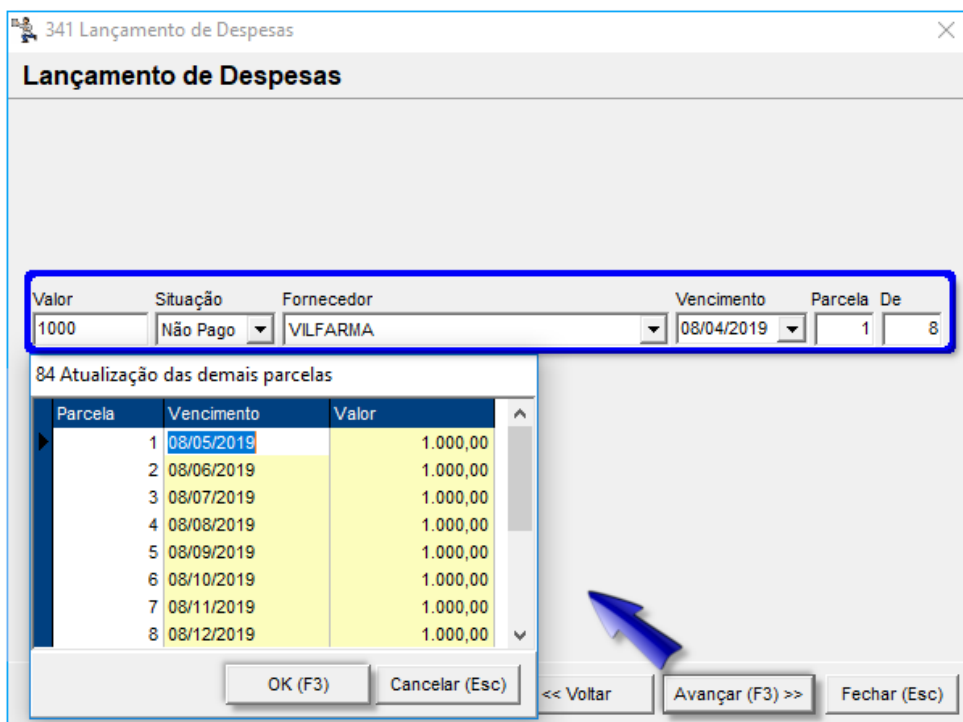 341 Lançamento de Despesas
Lançamento de Despesas
Valor Situação Fornecedor Vencimento Parcela De
1000 Não Pago VILFARMA 08/04/2019 1 8
84 Atualização das demais parcelas
Parcela Vencimento Valor
1 08/05/2019 1.000,00
2 08/06/2019 1.000,00
3 08/07/2019 1.000,00
4 08/08/2019 1.000,00
5 08/09/2019 1.000,00
6 08/10/2019 1.000,00
7 08/11/2019 1.000,00
8 08/12/2019 1.000,00
OK (F3) Cancelar (Esc)
<< Voltar Avançar (F3) >> Fechar (Esc)